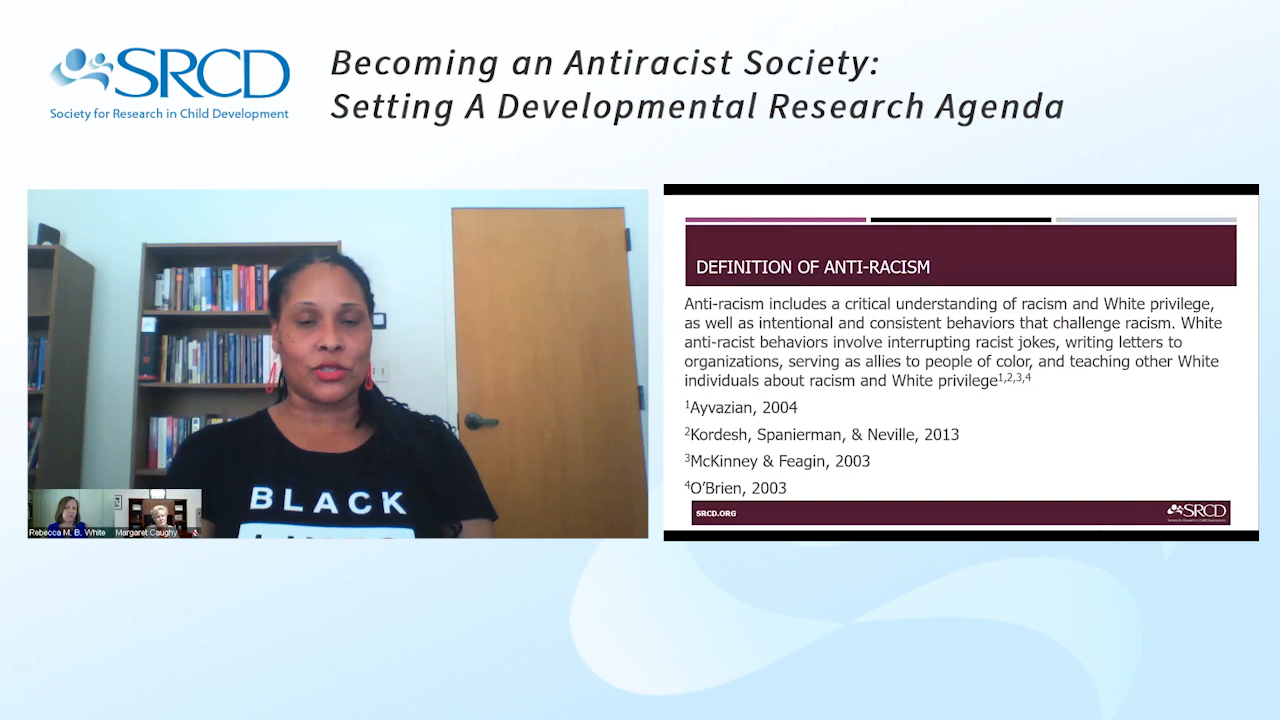 SRCD
Society for Research in Child Development
Becoming an Antiracist Society:
Setting A Developmental Research Agenda
BLACK
Rebecca M. B. White
Margaret Caughy
DEFINITION OF ANTI-RACISM
Anti-racism includes a critical understanding of racism and White privilege,
as well as intentional and consistent behaviors that challenge racism. White
anti-racist behaviors involve interrupting racist jokes, writing letters to
organizations, serving as allies to people of color, and teaching other White
individuals about racism and White privilege1,2,3,4
1Ayvazian, 2004
2Kordesh, Spanierman, & Neville, 2013
3McKinney & Feagin, 2003
4O'Brien, 2003
SRCD.ORG
SRCD